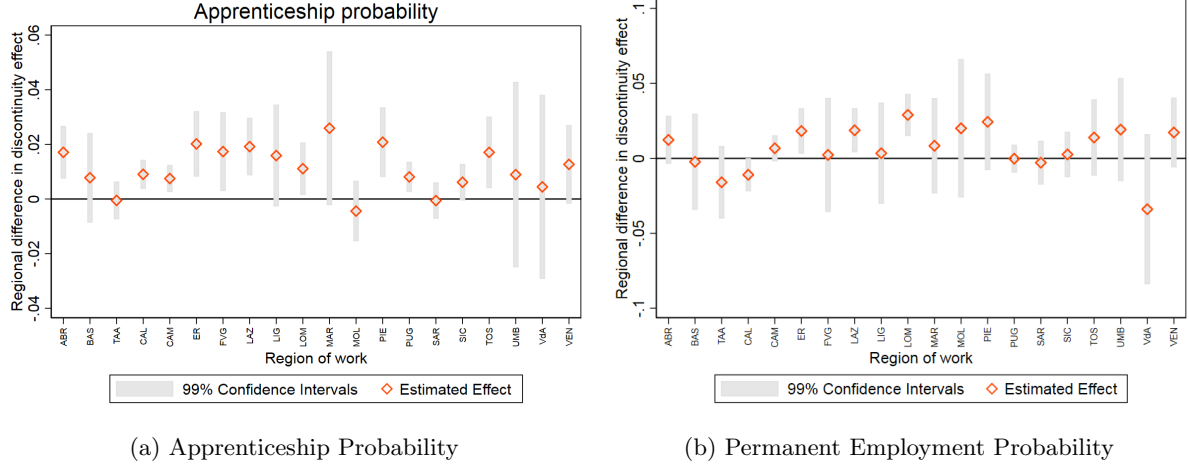 Apprenticeship probability
Regional difference in discontinuity effect
.06
.04
.02
0
-.02
-.04
ABR BAS TAA CAL CAM ER FVG LAZ LIG LOM MAR MOL PIE PUG SAR SIC TOS UMB VdA VEN
Region of work
99% Confidence Intervals Estimated Effect
(a) Apprenticeship Probability
Regional difference in discontinuity effect
.1
.05
0
-.05
-.1
ABR BAS TAA CAL CAM ER FVG LAZ LIG LOM MAR MOL PIE PUG SAR SIC TOS UMB VdA VEN
Region of work
99% Confidence Intervals Estimated Effect
(b) Permanent Employment Probability